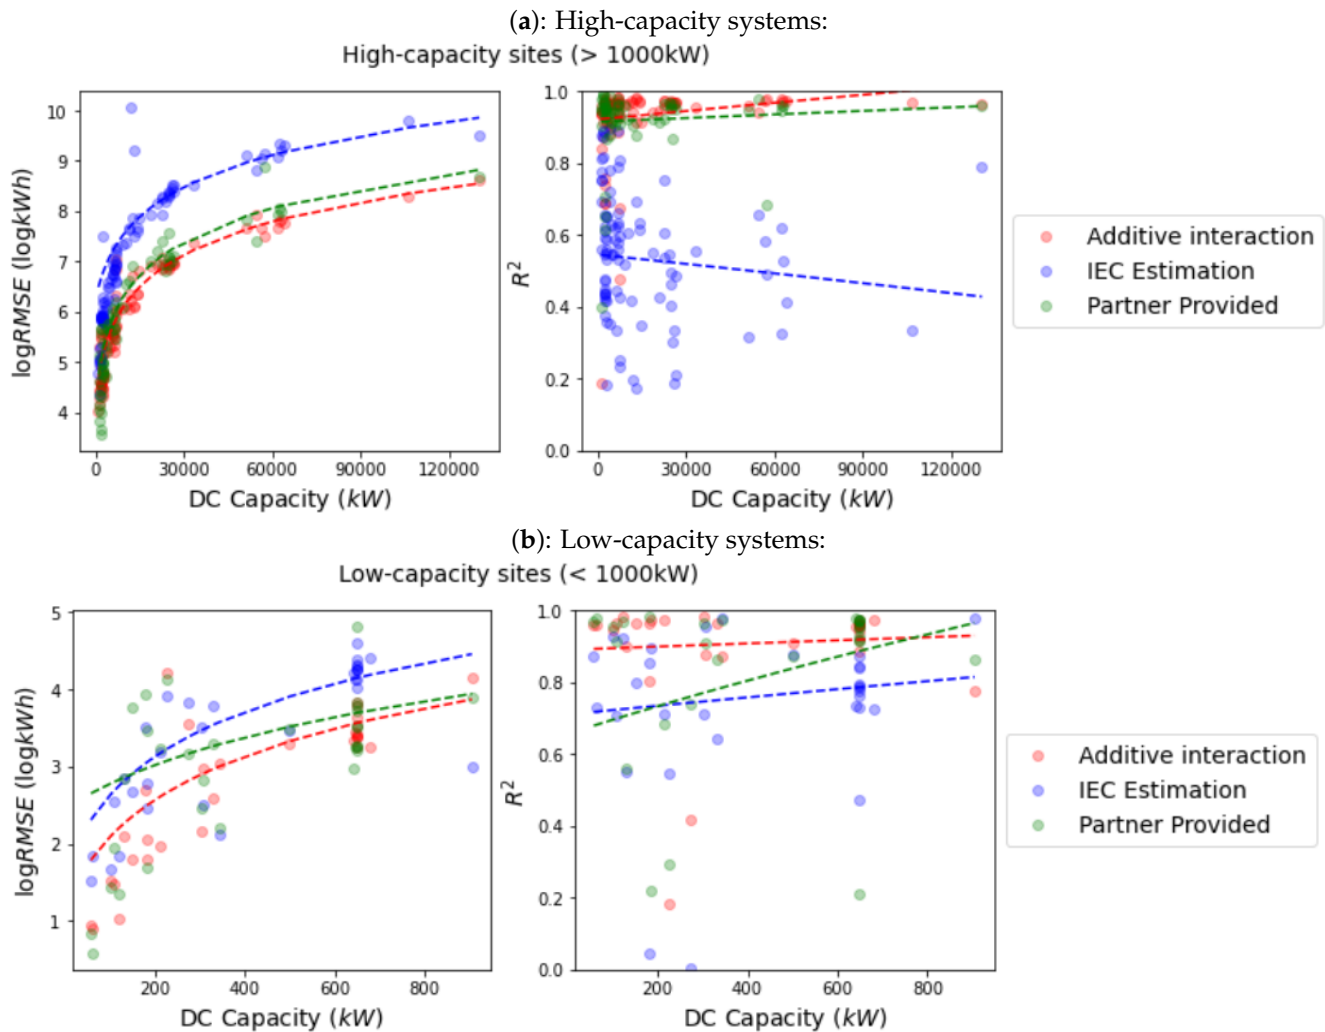 (a): High-capacity systems:
High-capacity sites (> 1000kW)
logRMSE (logkWh)
10
9
8
7
6
5
4
0 30000 60000 90000 120000
DC Capacity (kW)
R²
1.0
0.8
0.6
0.4
0.2
0.0
0 30000 60000 90000 120000
DC Capacity (kW)
Additive interaction
IEC Estimation
Partner Provided
(b): Low-capacity systems:
Low-capacity sites (< 1000kW)
logRMSE (logkWh)
5
4
3
2
1
200 400 600 800
DC Capacity (kW)
R²
1.0
0.8
0.6
0.4
0.2
0.0
200 400 600 800
DC Capacity (kW)
Additive interaction
IEC Estimation
Partner Provided